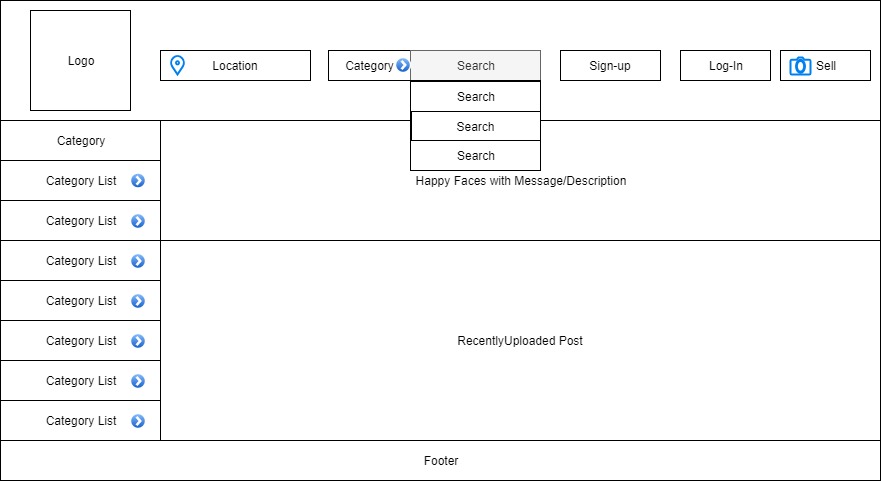 Logo
Location
Category
Search
Sign-up
Log-In
Sell
Search
Search
Search
Category
Category List
Category List
Category List
Category List
Category List
Category List
Category List
Happy Faces with Message/Description
RecentlyUploaded Post
Footer